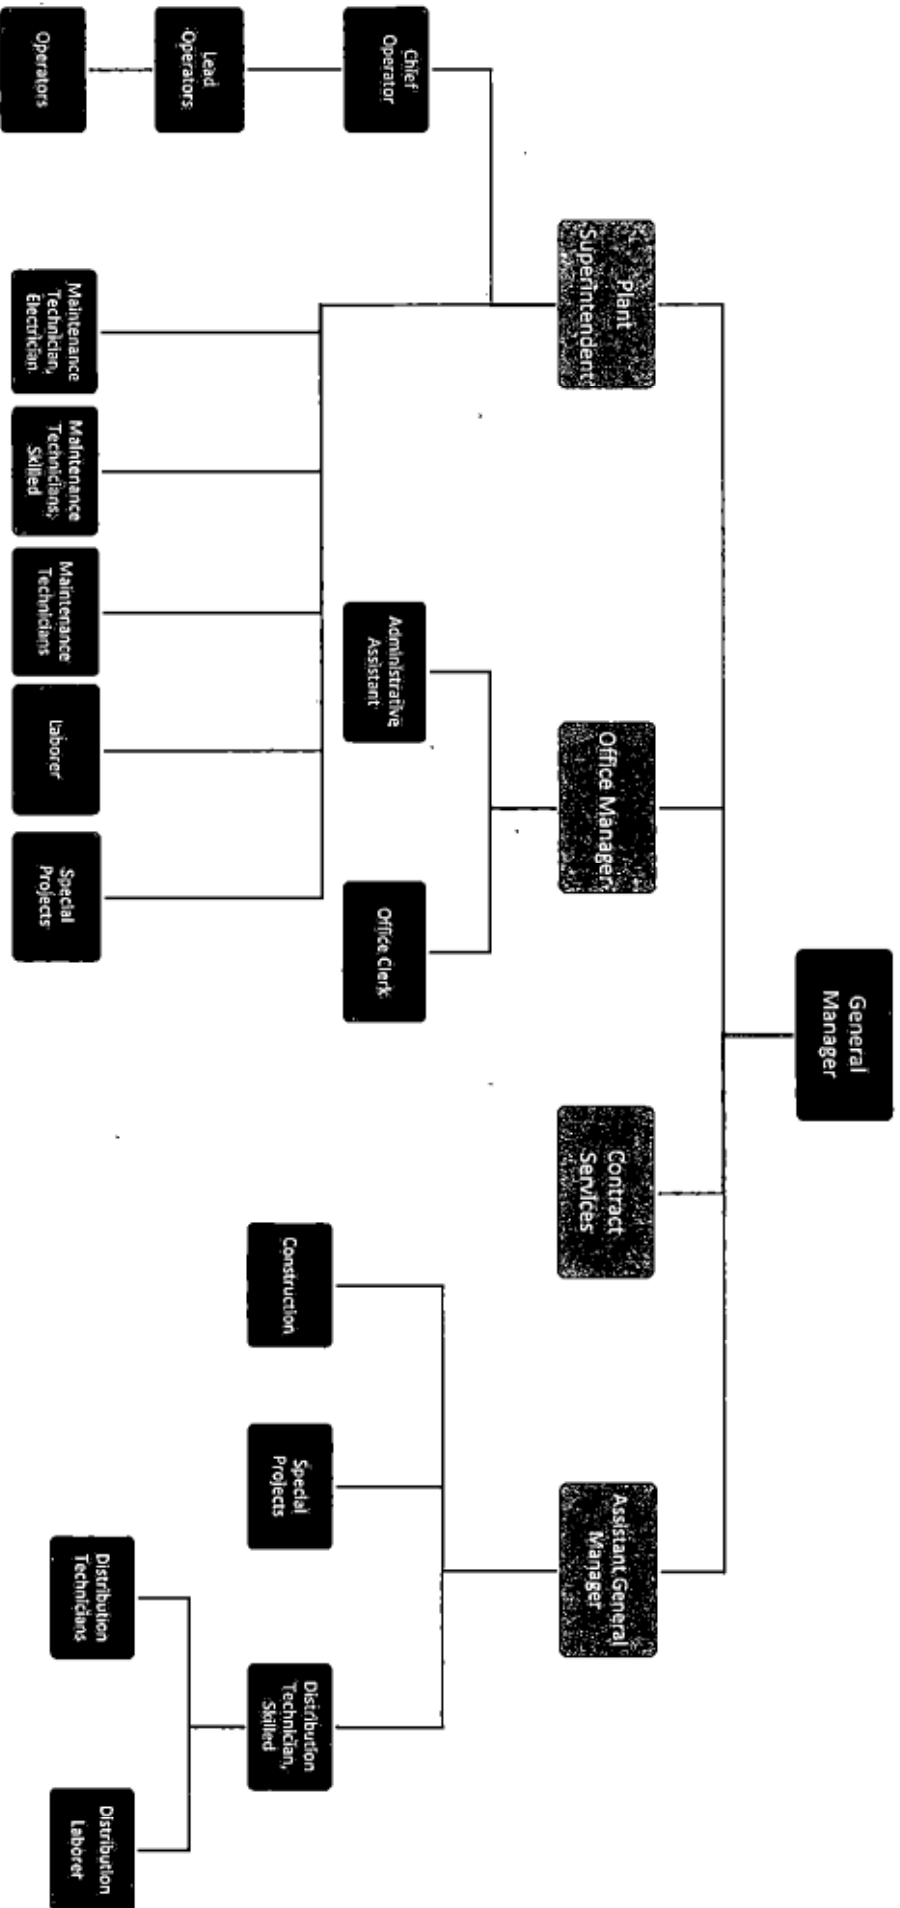 General
Manager
Plant
Superintendent
Office Manager
Contract
Services
Assistant General
Manager
Chief
Operator
Administrative
Assistant
Office Clerk
Lead
Operators
Construction
Special
Projects
Distribution
Technician,
Skilled
Operators
Maintenance
Technician,
Electrician
Maintenance
Technicians,
Skilled
Maintenance
Technicians
Laborer
Special
Projects
Distribution
Technicians
Distribution
Laborer